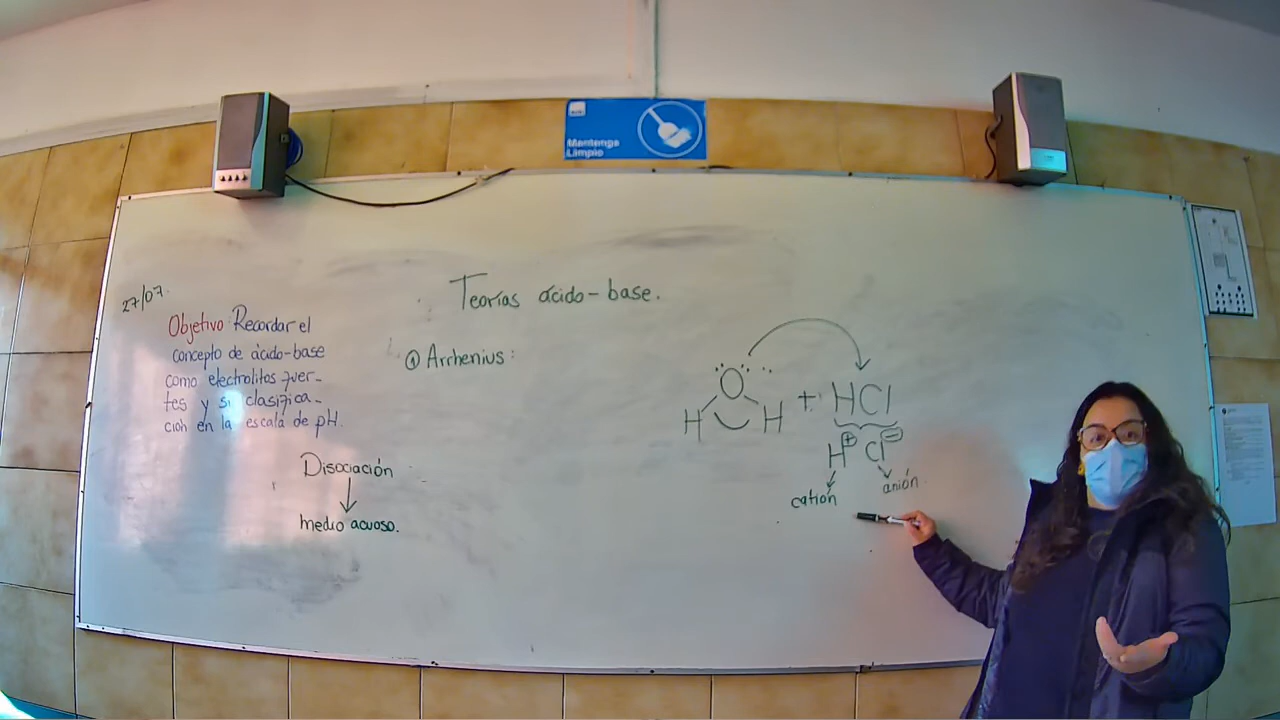 Mantenga
Limpio
27/07.
Teorías ácido-base.
Objetivo Recordar el
concepto de ácido-base
como electrolitos fuer-
tes y su clasifica-
ción en la escala de pH.
① Arrhenius:
Disociación
medio acuoso.
O
H H + HCl
H⊕ Cl⊖
catión anión.